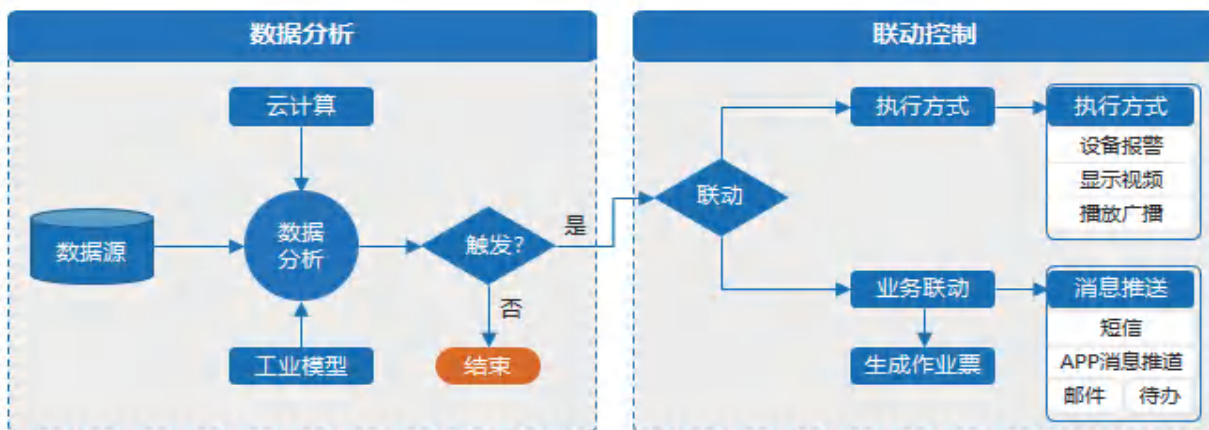 数据分析
云计算
数据源
数据
分析
触发?
是
否
工业模型
结束
联动控制
联动
执行方式
执行方式
设备报警
显示视频
播放广播
业务联动
消息推送
生成作业票
短信
APP消息推道
邮件
待办